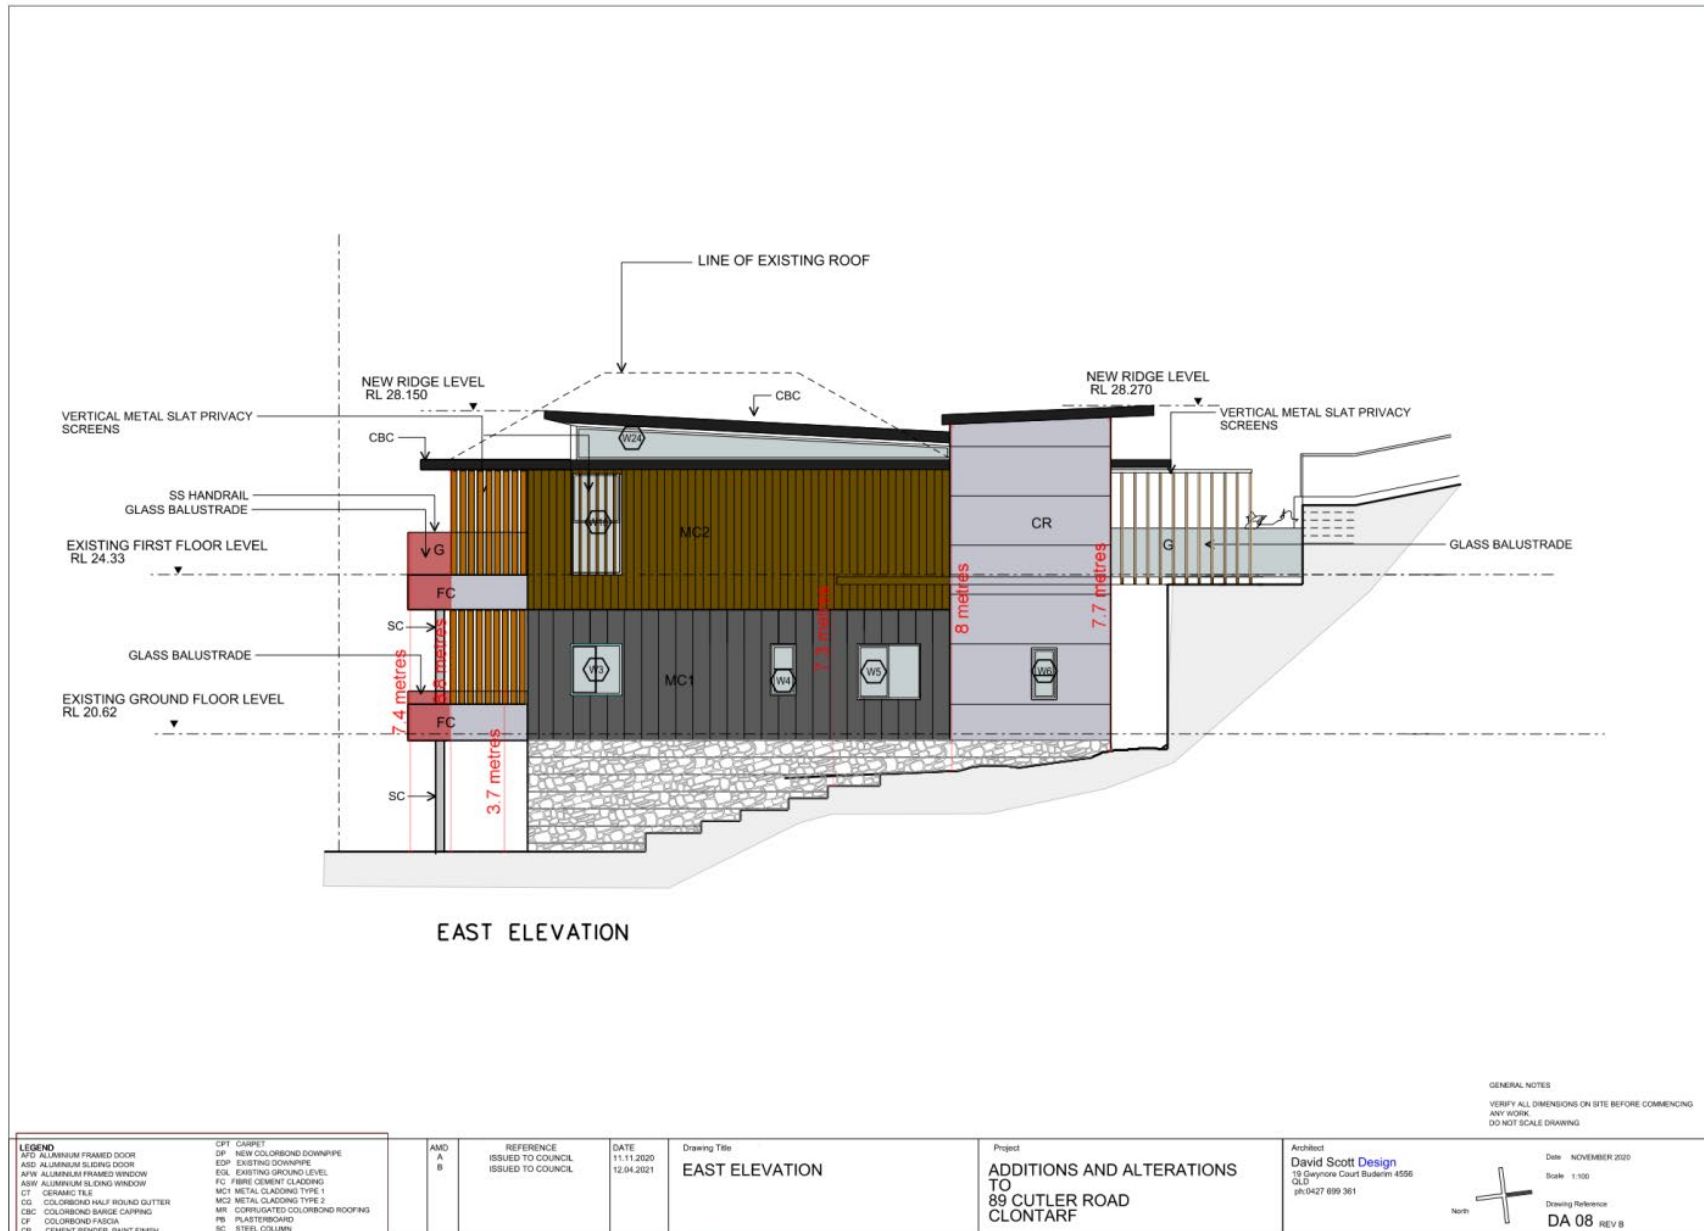 LINE OF EXISTING ROOF
NEW RIDGE LEVEL
RL 28.150
NEW RIDGE LEVEL
RL 28.270
CBC
VERTICAL METAL SLAT PRIVACY
SCREENS
VERTICAL METAL SLAT PRIVACY
SCREENS
CBC
W24
SS HANDRAIL
GLASS BALUSTRADE
MC2
CR
G
G
GLASS BALUSTRADE
EXISTING FIRST FLOOR LEVEL
RL 24.33
FC
SC
7.3 metres
8 metres
7.7 metres
GLASS BALUSTRADE
W3
W4
W5
W6
MC1
7.4 metres
EXISTING GROUND FLOOR LEVEL
RL 20.62
FC
3.7 metres
SC
EAST ELEVATION
GENERAL NOTES
VERIFY ALL DIMENSIONS ON SITE BEFORE COMMENCING
ANY WORK.
DO NOT SCALE DRAWING
LEGEND
AFD ALUMINIUM FRAMED DOOR
ASD ALUMINIUM SLIDING DOOR
AFW ALUMINIUM FRAMED WINDOW
ASW ALUMINIUM SLIDING WINDOW
CT CERAMIC TILE
CG COLORBOND HALF ROUND GUTTER
CBC COLORBOND BARGE CAPPING
CF COLORBOND FASCIA
CR CEMENT RENDER, PAINT FINISH
CPT CARPET
DP NEW COLORBOND DOWNPIPE
EDP EXISTING DOWNPIPE
EGL EXISTING GROUND LEVEL
FC FIBRE CEMENT CLADDING
MC1 METAL CLADDING TYPE 1
MC2 METAL CLADDING TYPE 2
MR CORRUGATED COLORBOND ROOFING
PB PLASTERBOARD
SC STEEL COLUMN
AMD
A
B
REFERENCE
ISSUED TO COUNCIL
ISSUED TO COUNCIL
DATE
11.11.2020
12.04.2021
Drawing Title
EAST ELEVATION
Project
ADDITIONS AND ALTERATIONS
TO
89 CUTLER ROAD
CLONTARF
Architect
David Scott Design
19 Gwynore Court Buderim 4556
QLD
ph:0427 699 361
North
Date NOVEMBER 2020
Scale 1:100
Drawing Reference
DA 08 REV B